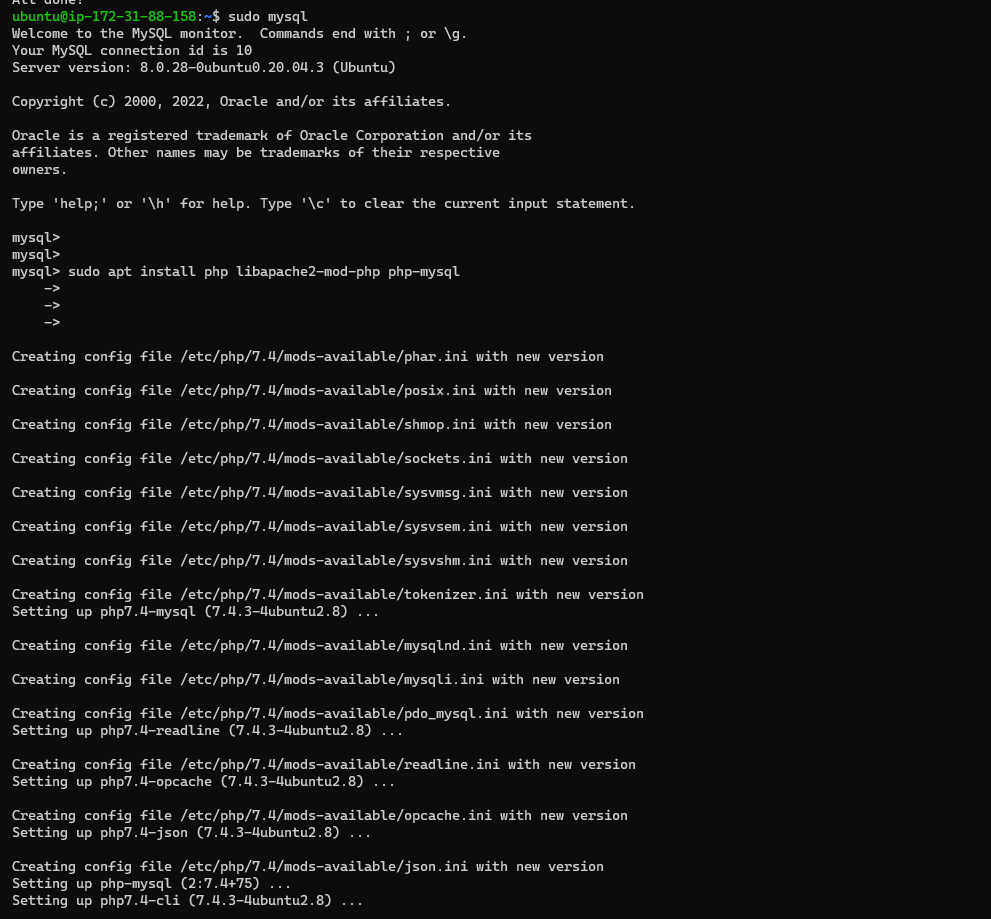 All done!
ubuntu@ip-172-31-88-158:~$ sudo mysql
Welcome to the MySQL monitor.  Commands end with ; or \g.
Your MySQL connection id is 10
Server version: 8.0.28-0ubuntu0.20.04.3 (Ubuntu)
Copyright (c) 2000, 2022, Oracle and/or its affiliates.
Oracle is a registered trademark of Oracle Corporation and/or its
affiliates. Other names may be trademarks of their respective
owners.
Type 'help;' or '\h' for help. Type '\c' to clear the current input statement.
mysql>
mysql>
mysql> sudo apt install php libapache2-mod-php php-mysql
    ->
    ->
    ->
Creating config file /etc/php/7.4/mods-available/phar.ini with new version
Creating config file /etc/php/7.4/mods-available/posix.ini with new version
Creating config file /etc/php/7.4/mods-available/shmop.ini with new version
Creating config file /etc/php/7.4/mods-available/sockets.ini with new version
Creating config file /etc/php/7.4/mods-available/sysvmsg.ini with new version
Creating config file /etc/php/7.4/mods-available/sysvsem.ini with new version
Creating config file /etc/php/7.4/mods-available/sysvshm.ini with new version
Creating config file /etc/php/7.4/mods-available/tokenizer.ini with new version
Setting up php7.4-mysql (7.4.3-4ubuntu2.8) ...
Creating config file /etc/php/7.4/mods-available/mysqlnd.ini with new version
Creating config file /etc/php/7.4/mods-available/mysqli.ini with new version
Creating config file /etc/php/7.4/mods-available/pdo_mysql.ini with new version
Setting up php7.4-readline (7.4.3-4ubuntu2.8) ...
Creating config file /etc/php/7.4/mods-available/readline.ini with new version
Setting up php7.4-opcache (7.4.3-4ubuntu2.8) ...
Creating config file /etc/php/7.4/mods-available/opcache.ini with new version
Setting up php7.4-json (7.4.3-4ubuntu2.8) ...
Creating config file /etc/php/7.4/mods-available/json.ini with new version
Setting up php-mysql (2:7.4+75) ...
Setting up php7.4-cli (7.4.3-4ubuntu2.8) ...